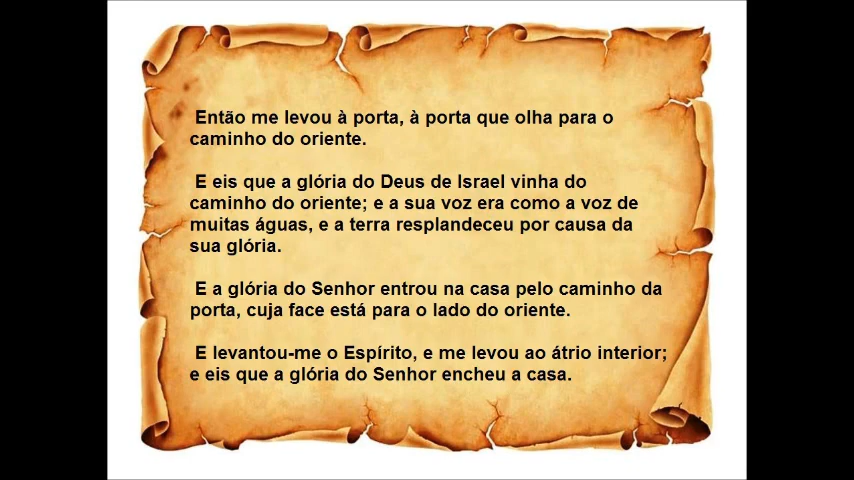 Então me levou à porta, à porta que olha para o
caminho do oriente.
E eis que a glória do Deus de Israel vinha do
caminho do oriente; e a sua voz era como a voz de
muitas águas, e a terra resplandeceu por causa da
sua glória.
E a glória do Senhor entrou na casa pelo caminho da
porta, cuja face está para o lado do oriente.
E levantou-me o Espírito, e me levou ao átrio interior;
e eis que a glória do Senhor encheu a casa.